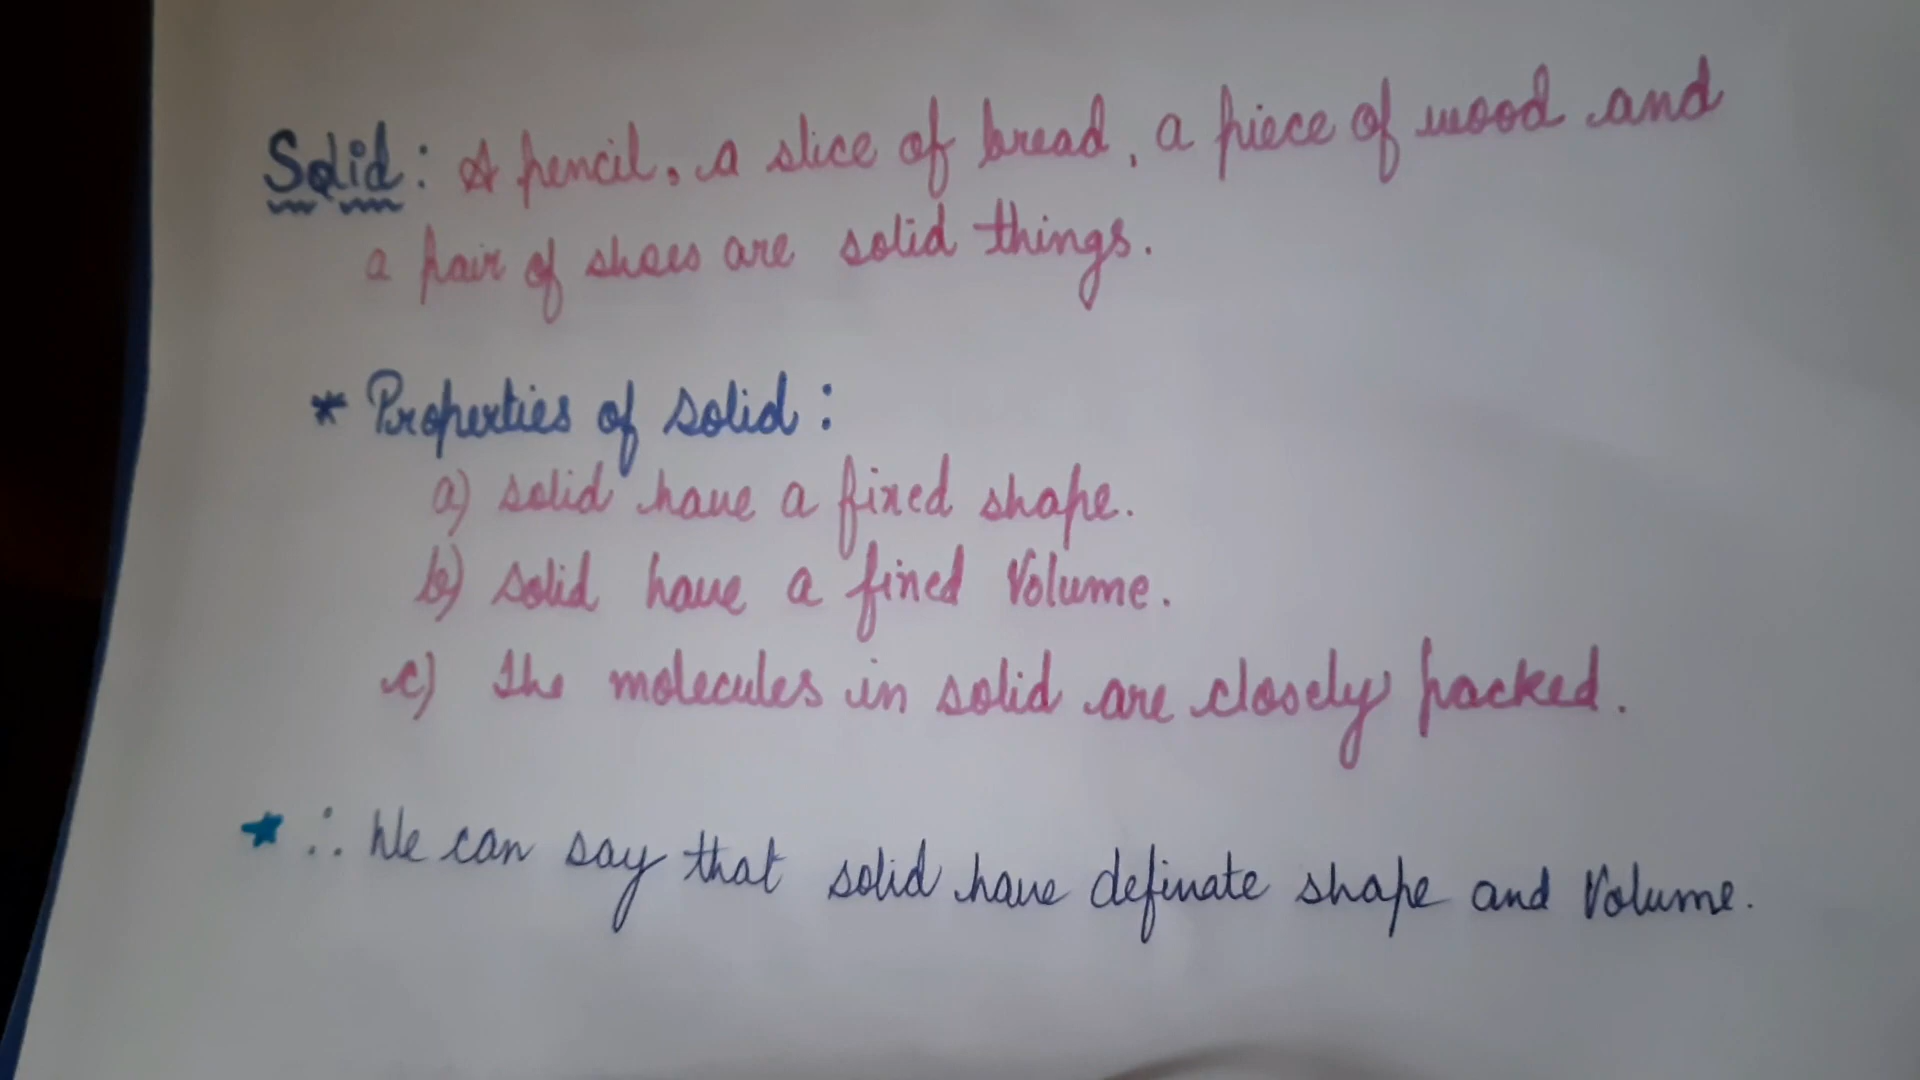 Solid: A pencil, a slice of bread, a piece of wood and
a pair of shoes are solid things.
* Properties of solid:
a) solid have a fixed shape.
b) solid have a fixed Volume.
c) The molecules in solid are closely packed.
★ ∴ We can say that solid have definate shape and Volume.